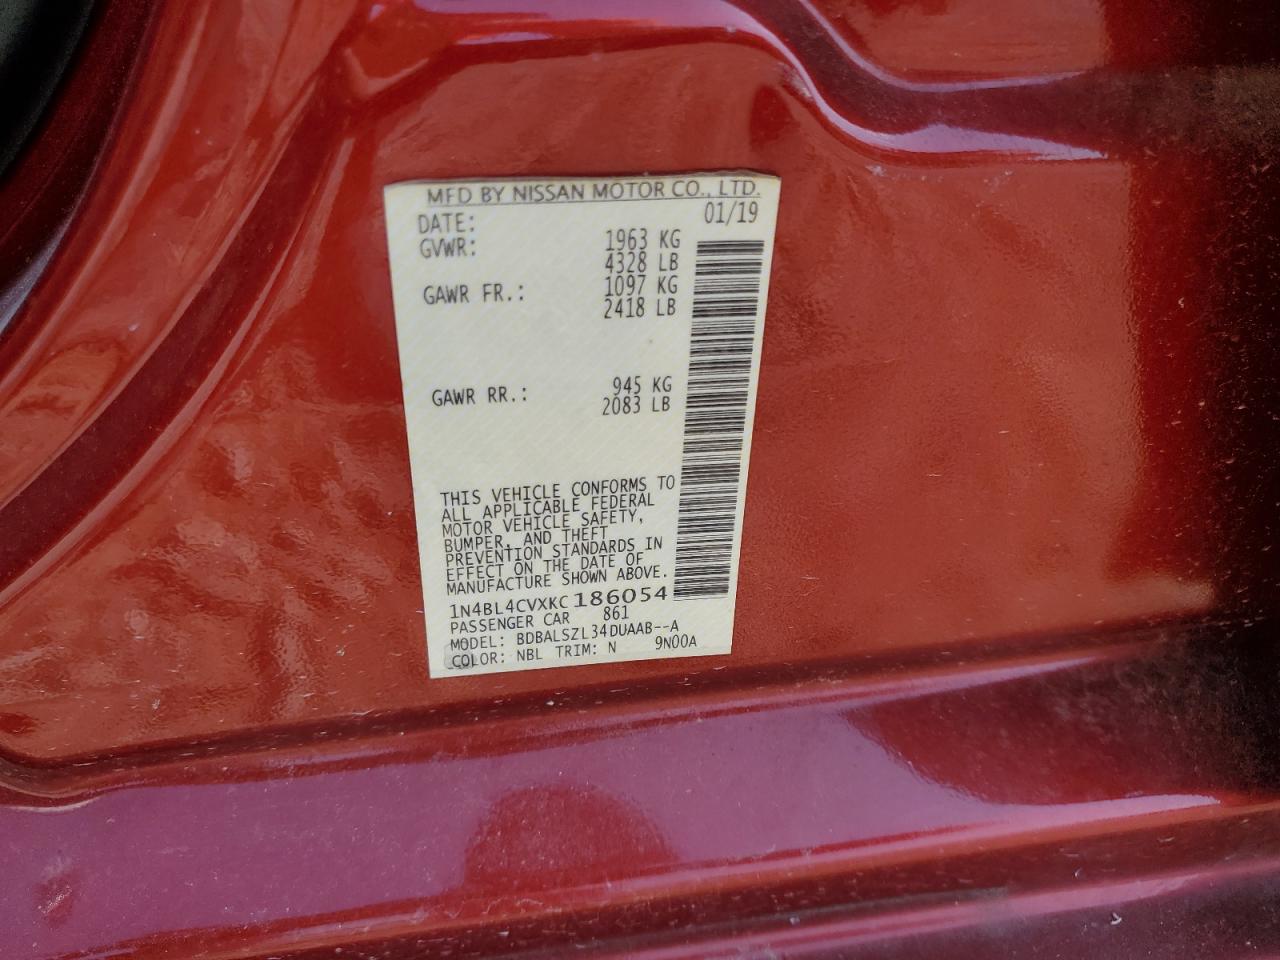 MFD BY NISSAN MOTOR CO., LTD.
DATE: 01/19
GVWR: 1963 KG
4328 LB
GAWR FR.: 1097 KG
2418 LB
GAWR RR.: 945 KG
2083 LB
THIS VEHICLE CONFORMS TO
ALL APPLICABLE FEDERAL
MOTOR VEHICLE SAFETY,
BUMPER, AND THEFT
PREVENTION STANDARDS IN
EFFECT ON THE DATE OF
MANUFACTURE SHOWN ABOVE.
1N4BL4CVXKC186054
PASSENGER CAR 861
MODEL: BDBALSZL34DUAAB--A
COLOR: NBL TRIM: N 9N00A